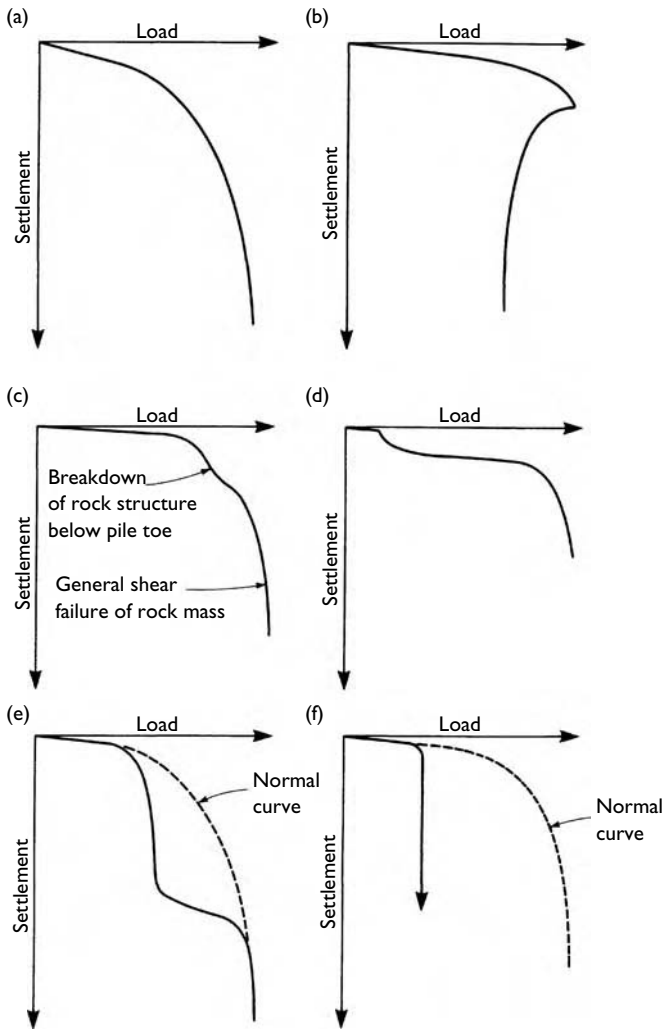 (a)
Load
Settlement
(b)
Load
Settlement
(c)
Load
Settlement
Breakdown
of rock structure
below pile toe
General shear
failure of rock mass
(d)
Load
Settlement
(e)
Load
Settlement
Normal
curve
(f)
Load
Settlement
Normal
curve